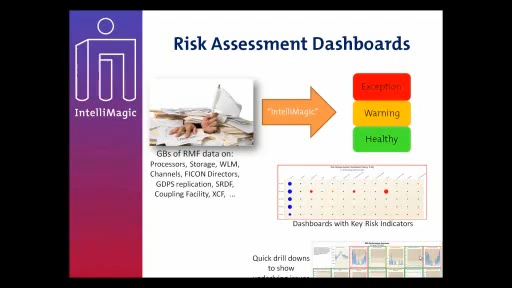 Risk Assessment Dashboards
IntelliMagic
"IntelliMagic"
Exception
Warning
Healthy
GBs of RMF data on:
Processors, Storage, WLM,
Channels, FICON Directors,
GDPS replication, SRDF,
Coupling Facility, XCF, ...
Dashboards with Key Risk Indicators
Quick drill downs
to show